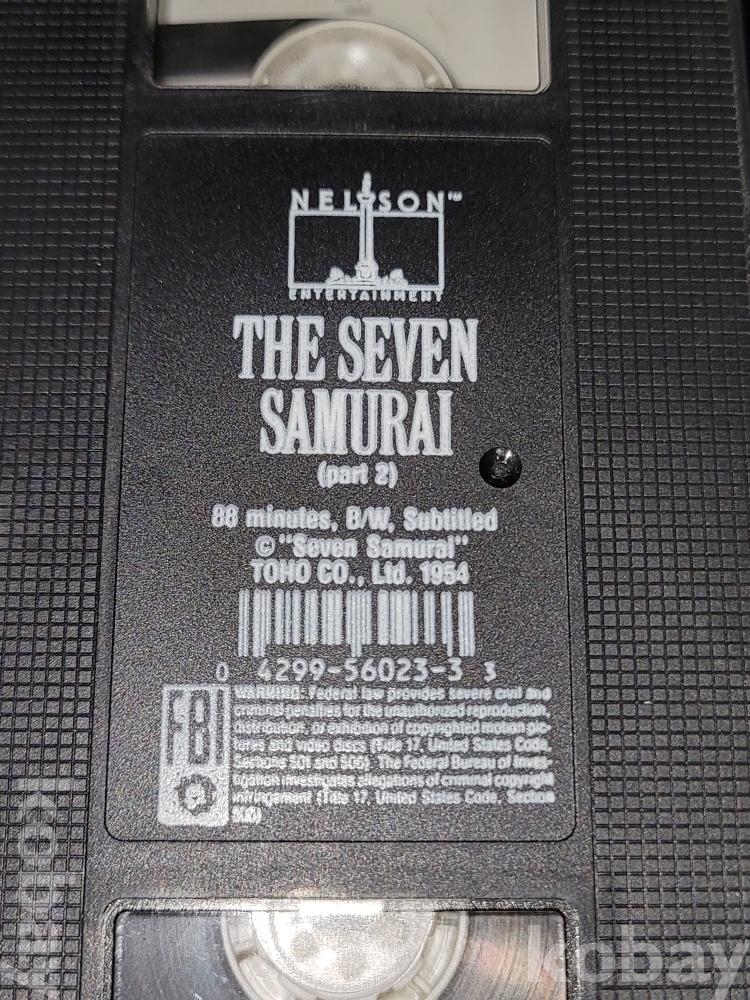 NELSON™
ENTERTAINMENT
THE SEVEN
SAMURAI
(part 2)
88 minutes, B/W, Subtitled
© "Seven Samurai"
TOHO CO., Ltd. 1954
0 4299-56023-3 3
FBI
WARNING: Federal law provides severe civil and
criminal penalties for the unauthorized reproduction,
distribution, or exhibition of copyrighted motion pic-
tures and video discs (Title 17, United States Code,
Sections 501 and 506). The Federal Bureau of Inves-
tigation investigates allegations of criminal copyright
infringement (Title 17, United States Code, Section
kobay